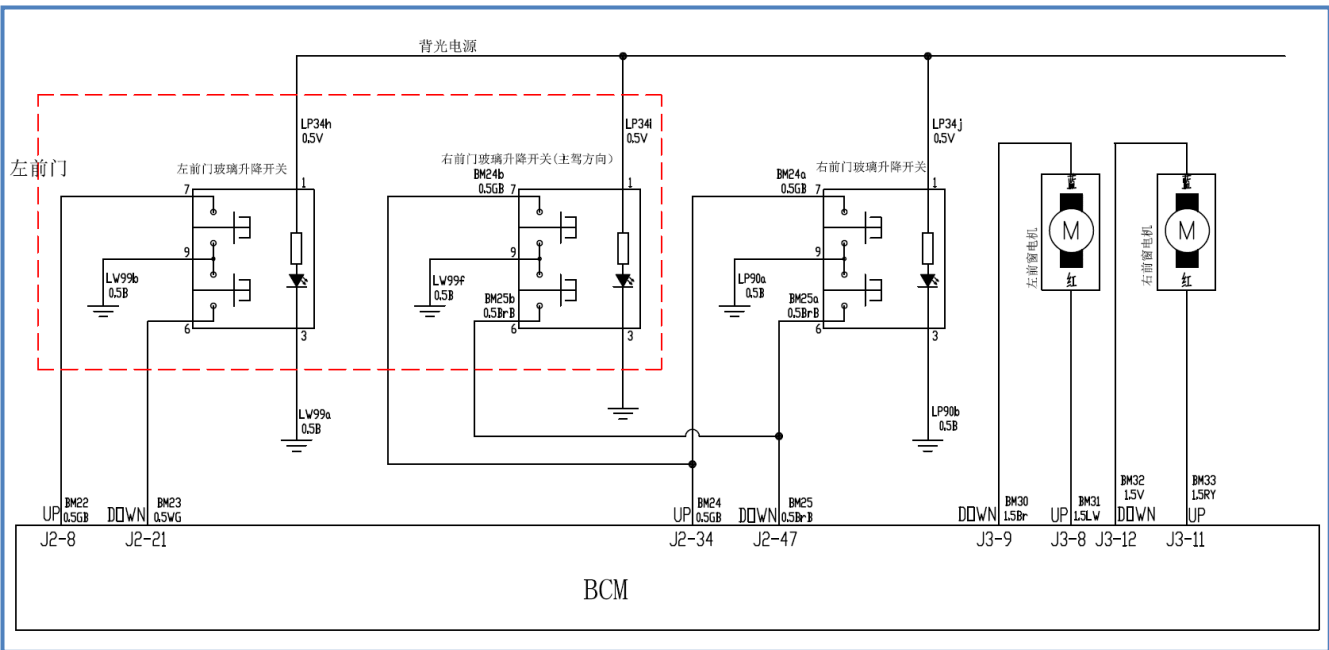 背光电源
LP34h
0.5V
LP34i
0.5V
LP34j
0.5V
左前门
左前门玻璃升降开关
右前门玻璃升降开关(主驾方向)
右前门玻璃升降开关
BM24b
0.5GB
BM24a
0.5GB
7
1
7
1
7
1
9
9
9
LW99b
0.5B
LW99f
0.5B
LP90a
0.5B
BM25b
0.5BrB
BM25a
0.5BrB
6
3
6
3
6
3
蓝
M
红
左前窗电机
蓝
M
红
右前窗电机
LW99a
0.5B
LP90b
0.5B
UP
BM22
0.5GB
DOWN
BM23
0.5WG
UP
BM24
0.5GB
DOWN
BM25
0.5BrB
DOWN
BM30
1.5Br
UP
BM31
1.5LW
BM32
1.5V
DOWN
BM33
1.5RY
UP
J2-8
J2-21
J2-34
J2-47
J3-9
J3-8
J3-12
J3-11
BCM